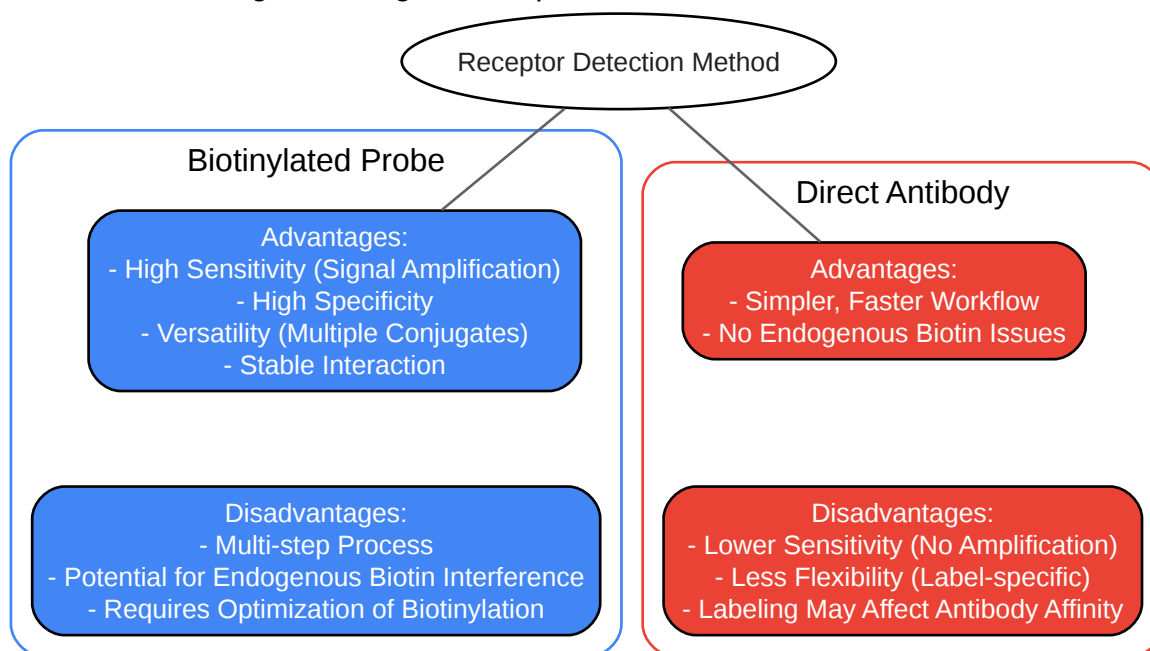 Receptor Detection Method
Biotinylated Probe
Advantages:
- High Sensitivity (Signal Amplification)
- High Specificity
- Versatility (Multiple Conjugates)
- Stable Interaction
Disadvantages:
- Multi-step Process
- Potential for Endogenous Biotin Interference
- Requires Optimization of Biotinylation
Direct Antibody
Advantages:
- Simpler, Faster Workflow
- No Endogenous Biotin Issues
Disadvantages:
- Lower Sensitivity (No Amplification)
- Less Flexibility (Label-specific)
- Labeling May Affect Antibody Affinity